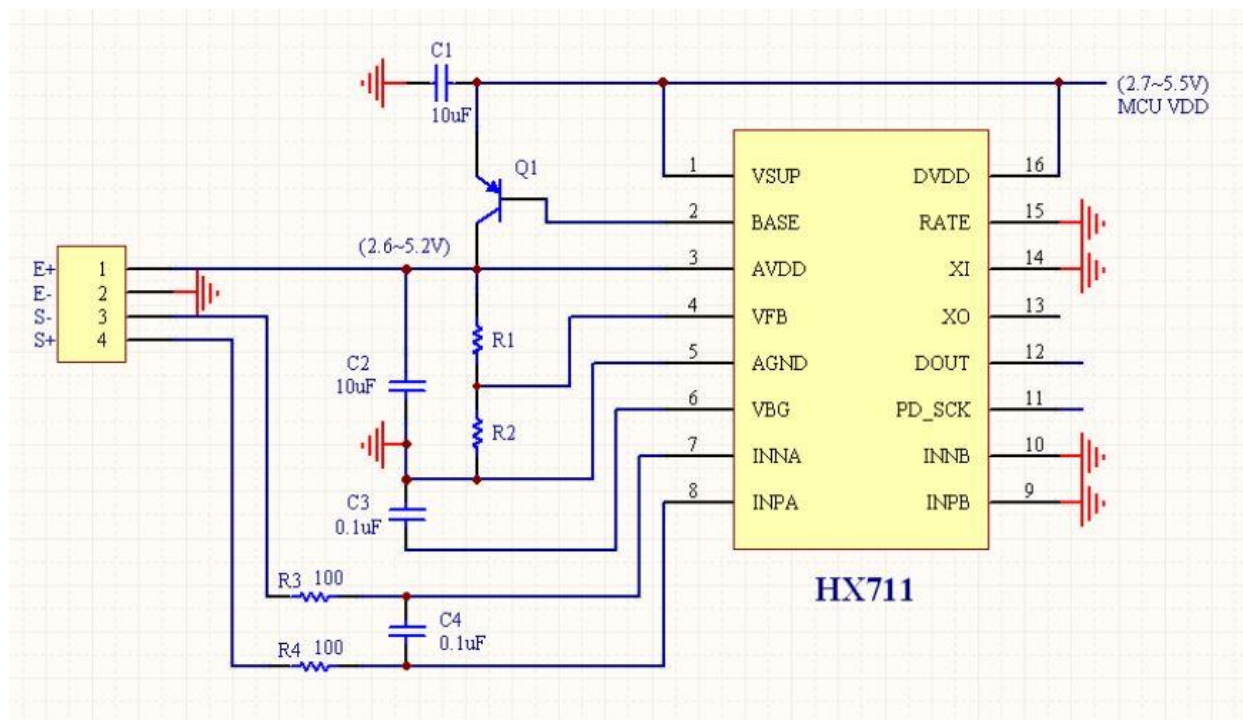 C1
10uF
(2.7~5.5V)
MCU VDD
Q1
1 VSUP DVDD 16
2 BASE RATE 15
(2.6~5.2V)
E+ 1
3 AVDD XI 14
E- 2
S- 3
4 VFB XO 13
S+ 4
R1
C2
10uF
5 AGND DOUT 12
6 VBG PD_SCK 11
R2
7 INNA INNB 10
C3
0.1uF
8 INPA INPB 9
R3 100
HX711
C4
0.1uF
R4 100